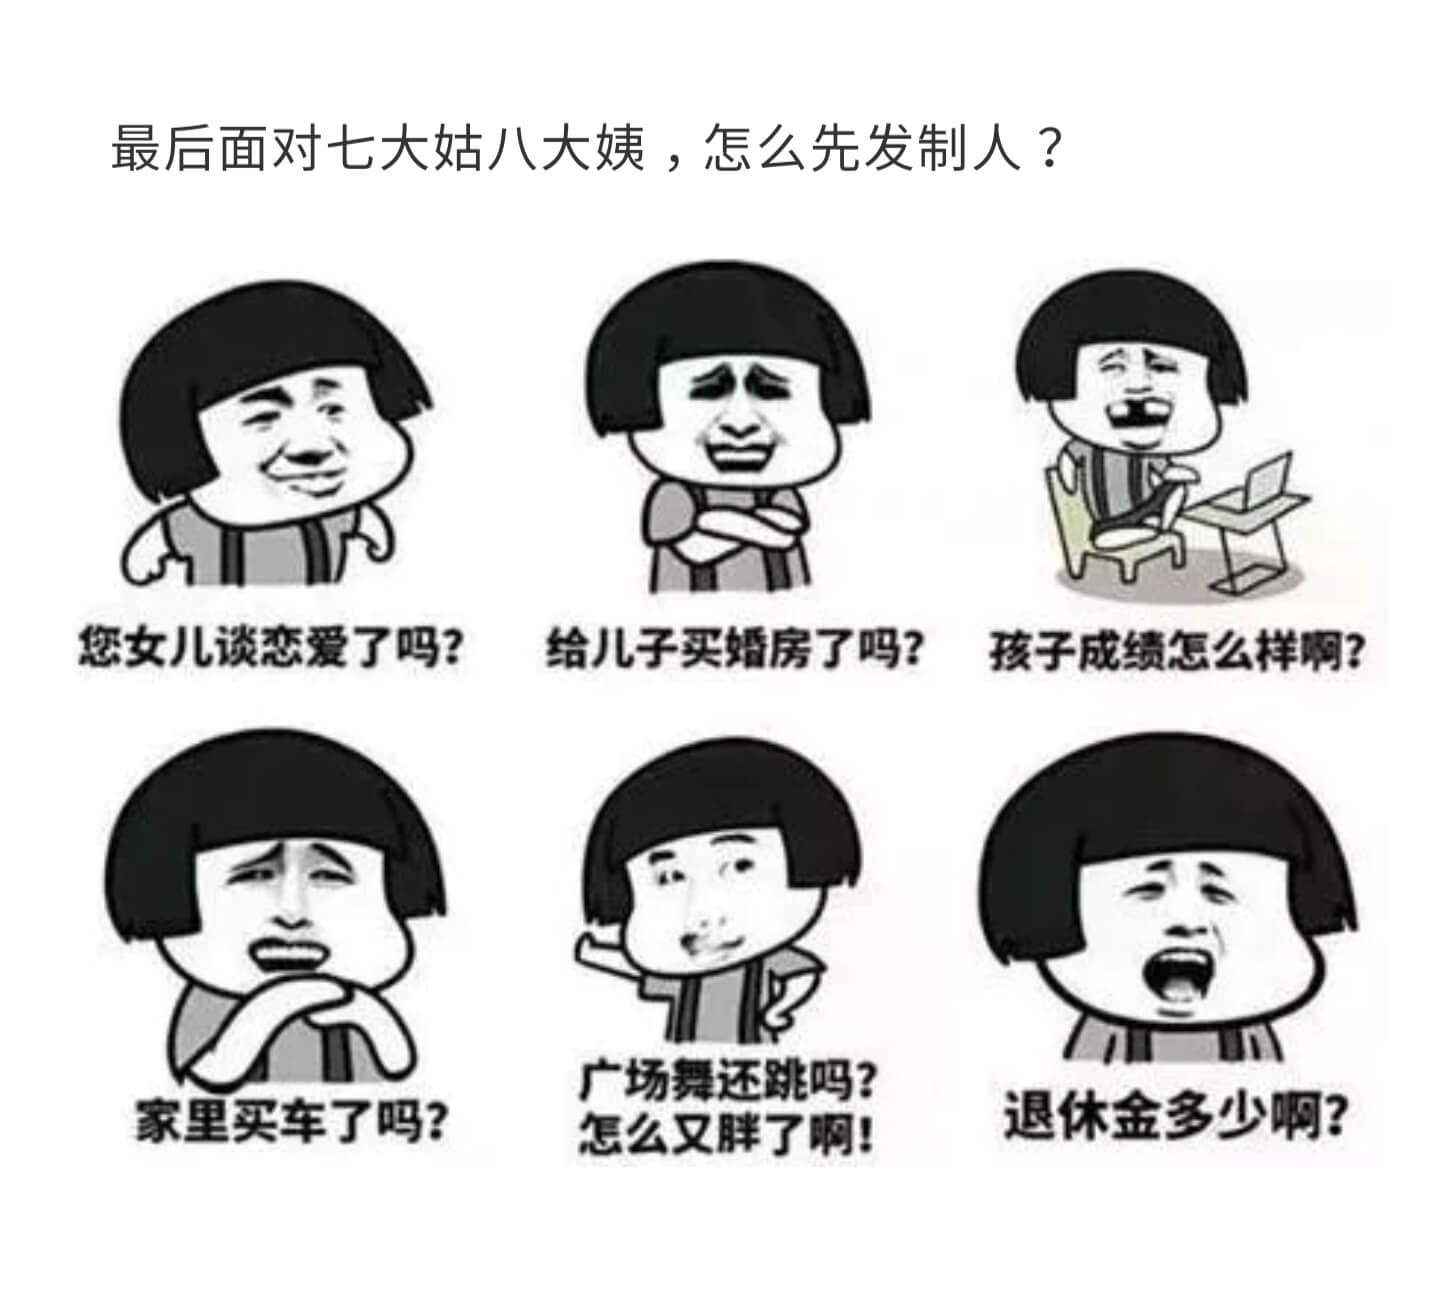 最后面对七大姑八大姨，怎么先发制人？
您女儿谈恋爱了吗？
给儿子买婚房了吗？
孩子成绩怎么样啊？
家里买车了吗？
广场舞还跳吗？
怎么又胖了啊！
退休金多少啊？